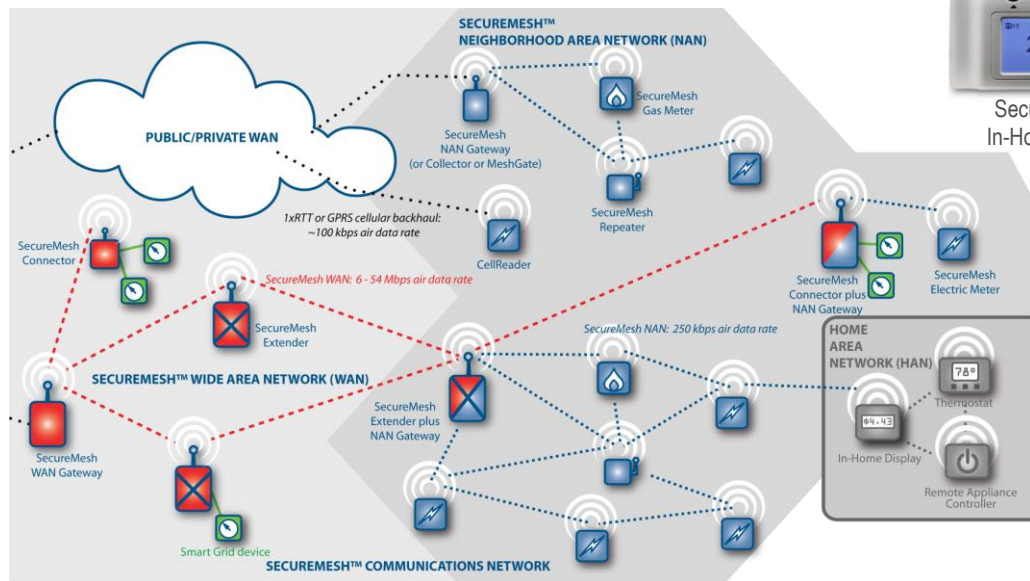 SECUREMESH™
NEIGHBORHOOD AREA NETWORK (NAN)
PUBLIC/PRIVATE WAN
SecureMesh
NAN Gateway
(or Collector or MeshGate)
SecureMesh
Gas Meter
SecureMesh
Repeater
1xRTT or GPRS cellular backhaul:
~100 kbps air data rate
CellReader
SecureMesh
Connector
SecureMesh WAN: 6 - 54 Mbps air data rate
SecureMesh
Extender
SecureMesh
Connector plus
NAN Gateway
SecureMesh
Electric Meter
SecureMesh NAN: 250 kbps air data rate
SECUREMESH™ WIDE AREA NETWORK (WAN)
SecureMesh
Extender plus
NAN Gateway
SecureMesh
WAN Gateway
HOME
AREA
NETWORK (HAN)
78°
Thermostat
$4.43
In-Home Display
Remote Appliance
Controller
Smart Grid device
SECUREMESH™ COMMUNICATIONS NETWORK
Secu
In-Ho